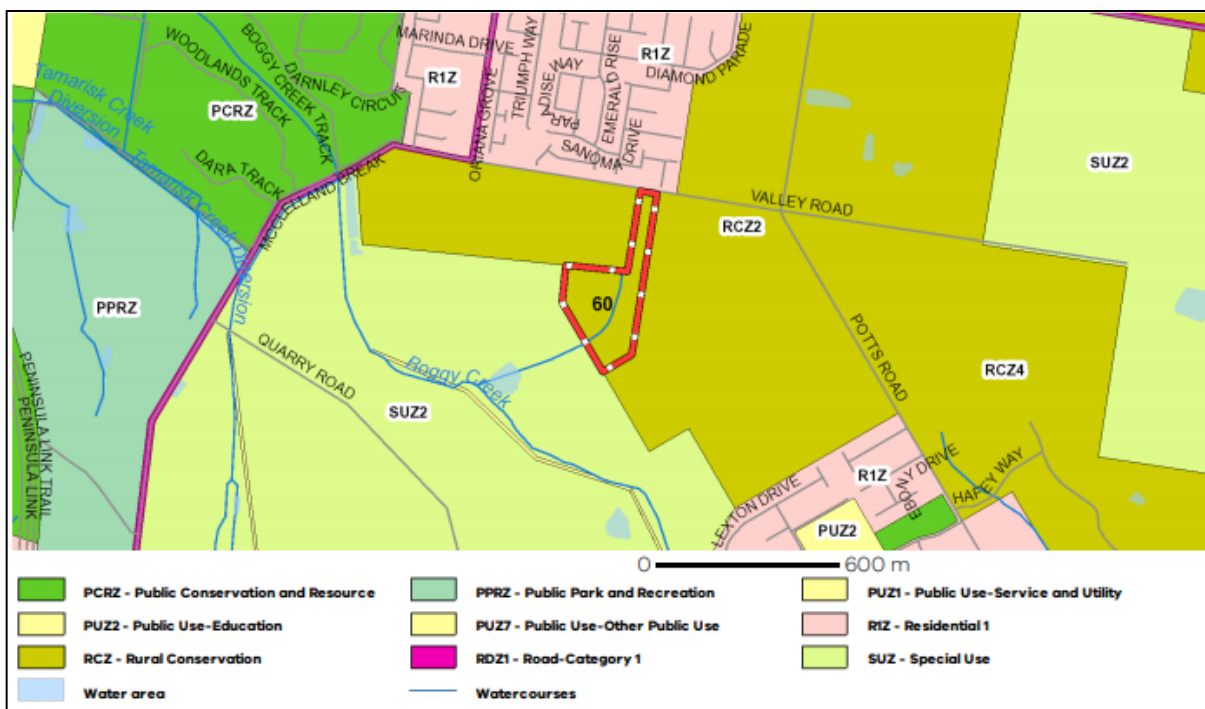 MARINDA DRIVE
WOODLANDS TRACK
BOGGY CREEK TRACK
DARNLEY CIRCUIT
R1Z
TRIUMPH WAY
WAY
EMERALD RISE
R1Z
DIAMOND PARADE
Tamarisk Creek
Diversion
PCRZ
ORIANA GROVE
SANOMA
DRIVE
DARA TRACK
MCCLELLAND BREAK
SUZ2
Tamarisk Creek Diversion
VALLEY ROAD
RCZ2
PPRZ
60
QUARRY ROAD
Boggy Creek
POTTS ROAD
RCZ4
PENINSULA LINK TRAIL
PENINSULA LINK
SUZ2
R1Z
LEXTON DRIVE
EBONY DRIVE
HAFEY WAY
PUZ2
0 600 m
PCRZ - Public Conservation and Resource
PPRZ - Public Park and Recreation
PUZ1 - Public Use-Service and Utility
PUZ2 - Public Use-Education
PUZ7 - Public Use-Other Public Use
R1Z - Residential 1
RCZ - Rural Conservation
RDZ1 - Road-Category 1
SUZ - Special Use
Water area
Watercourses